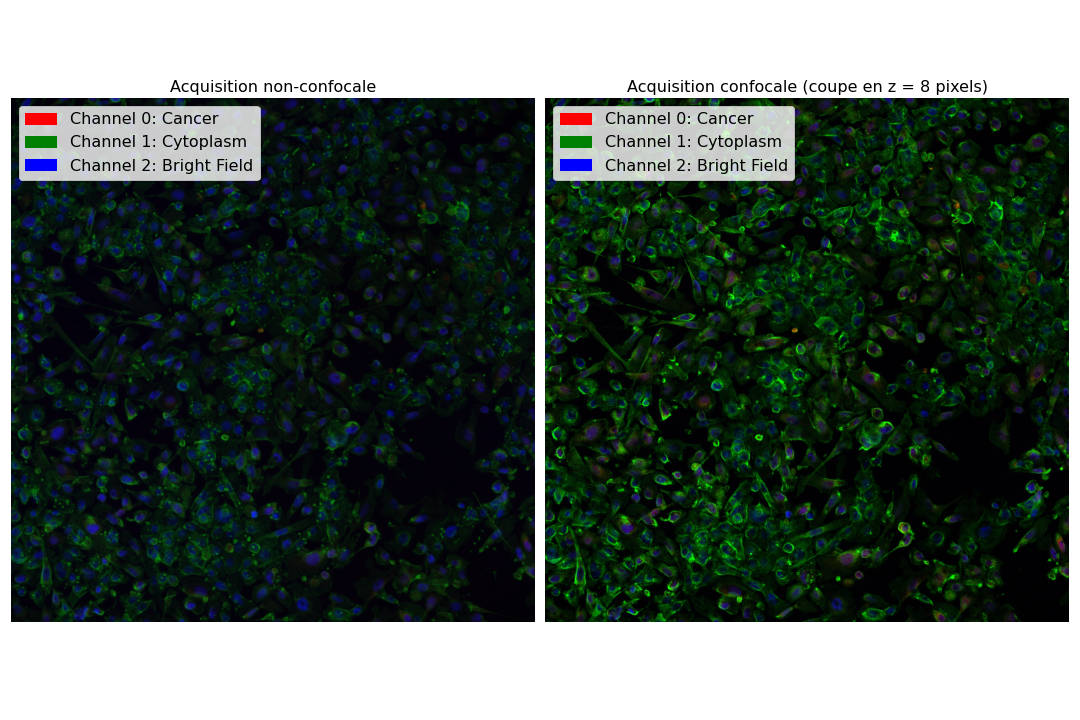 Acquisition non-confocale
Channel 0: Cancer
Channel 1: Cytoplasm
Channel 2: Bright Field
Acquisition confocale (coupe en z = 8 pixels)
Channel 0: Cancer
Channel 1: Cytoplasm
Channel 2: Bright Field